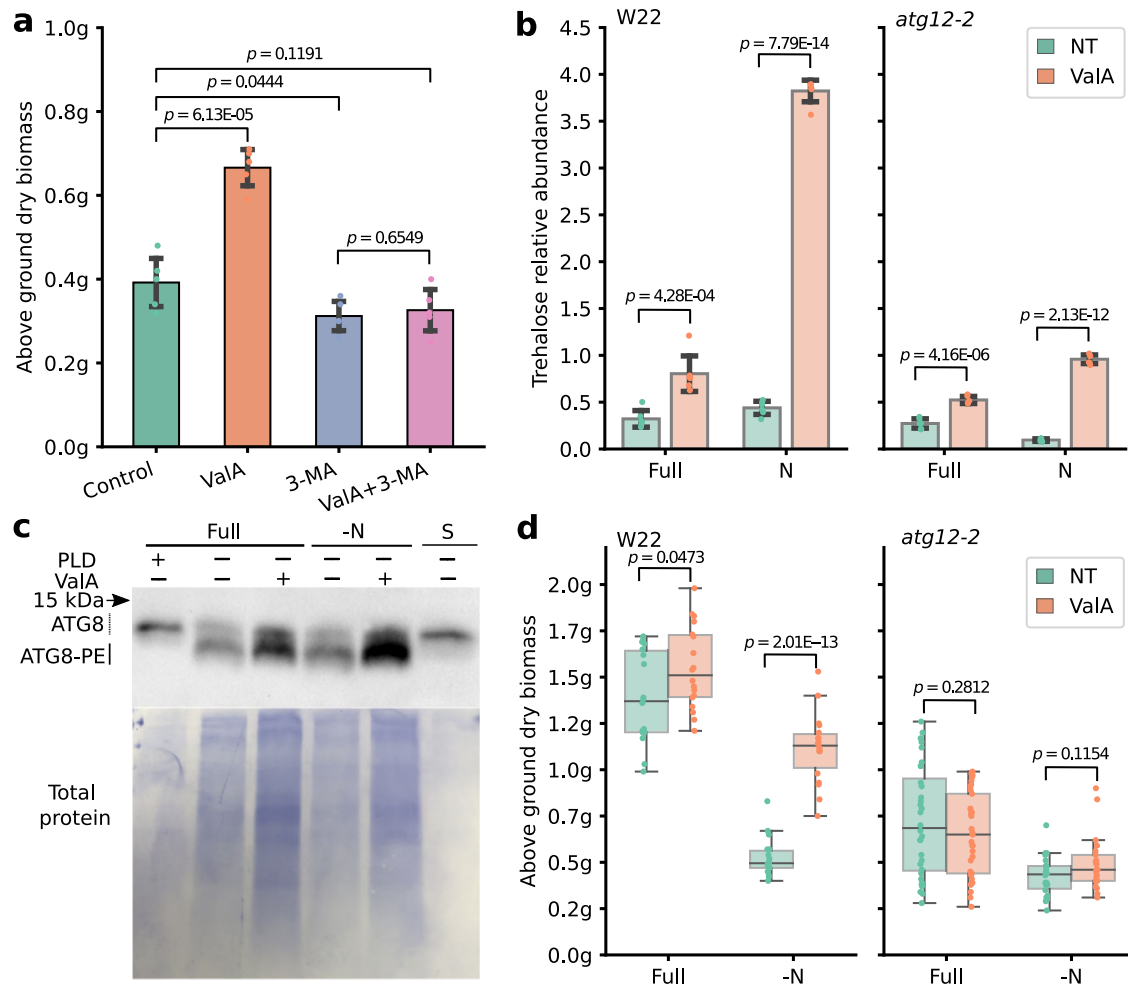 a
1.0g
0.8g
0.6g
0.4g
0.2g
0.0g
Above ground dry biomass
p = 0.1191
p = 0.0444
p = 6.13E-05
p = 0.6549
Control
ValA
3-MA
ValA+3-MA
b
W22
atg12-2
NT
ValA
4.5
4.0
3.5
3.0
2.5
2.0
1.5
1.0
0.5
0.0
Trehalose relative abundance
p = 7.79E-14
p = 4.28E-04
p = 2.13E-12
p = 4.16E-06
Full
N
Full
N
c
Full
-N
S
PLD
+
−
−
−
−
−
ValA
−
−
+
−
+
−
15 kDa
ATG8
ATG8-PE
Total
protein
d
W22
atg12-2
NT
ValA
2.0g
1.7g
1.5g
1.2g
1.0g
0.7g
0.5g
0.2g
0.0g
Above ground dry biomass
p = 0.0473
p = 2.01E−13
p = 0.2812
p = 0.1154
Full
-N
Full
-N